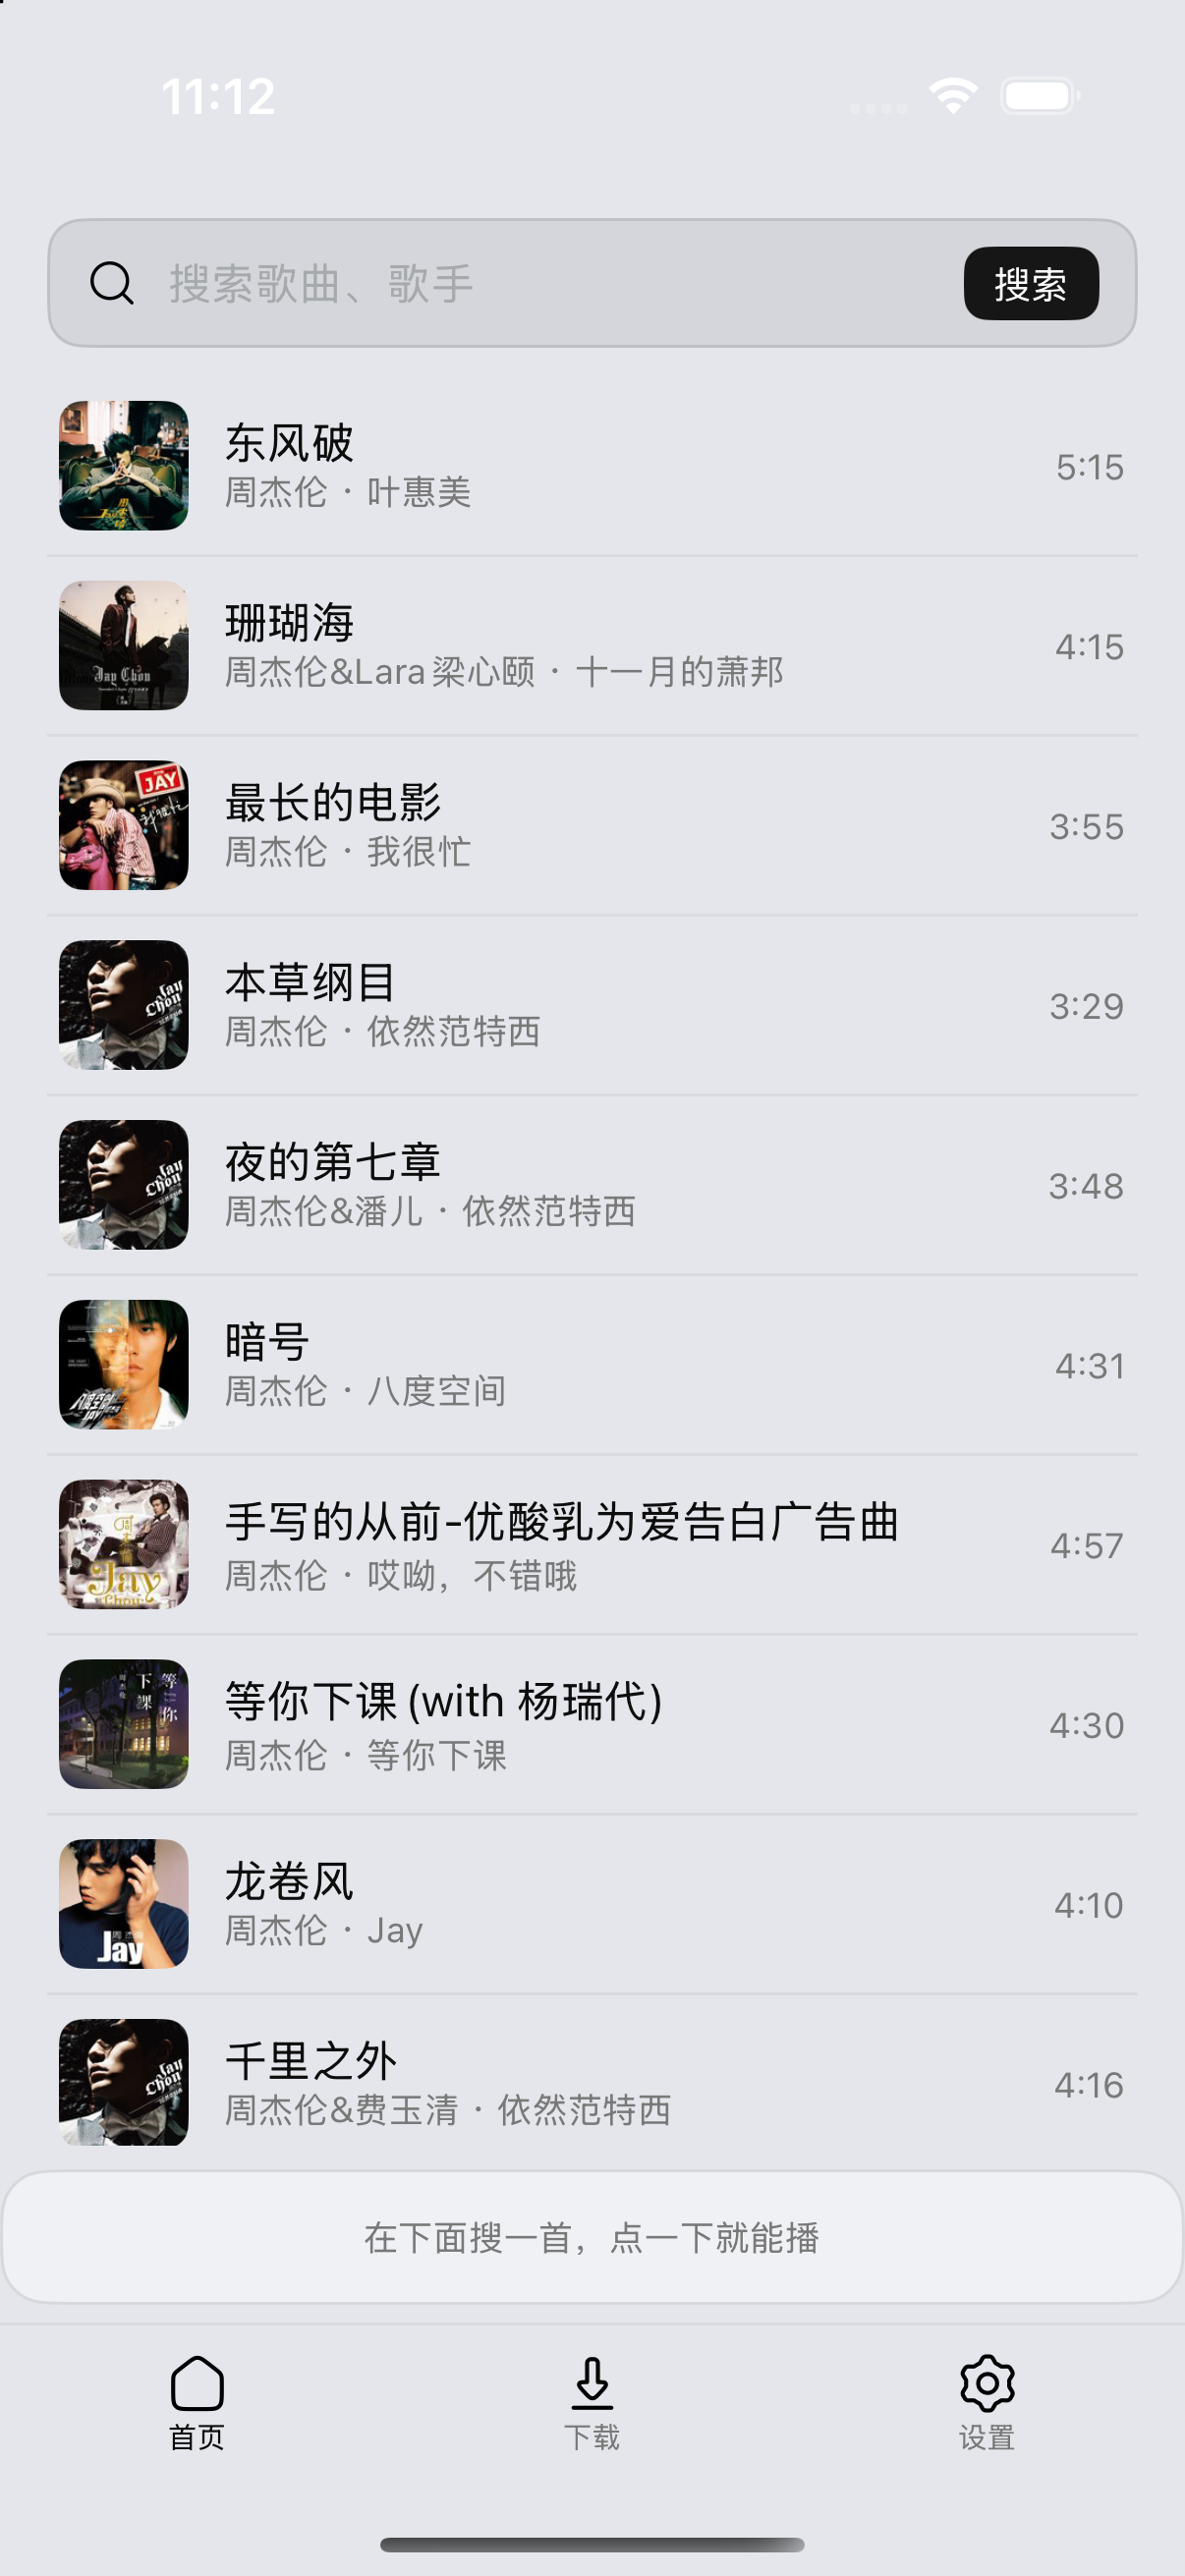 11:12
搜索歌曲、歌手
搜索
东风破
周杰伦 · 叶惠美
5:15
珊瑚海
周杰伦&Lara梁心颐 · 十一月的萧邦
4:15
最长的电影
周杰伦 · 我很忙
3:55
本草纲目
周杰伦 · 依然范特西
3:29
夜的第七章
周杰伦&潘儿 · 依然范特西
3:48
暗号
周杰伦 · 八度空间
4:31
手写的从前-优酸乳为爱告白广告曲
周杰伦 · 哎呦，不错哦
4:57
等你下课 (with 杨瑞代)
周杰伦 · 等你下课
4:30
龙卷风
周杰伦 · Jay
4:10
千里之外
周杰伦&费玉清 · 依然范特西
4:16
在下面搜一首，点一下就能播
首页
下载
设置